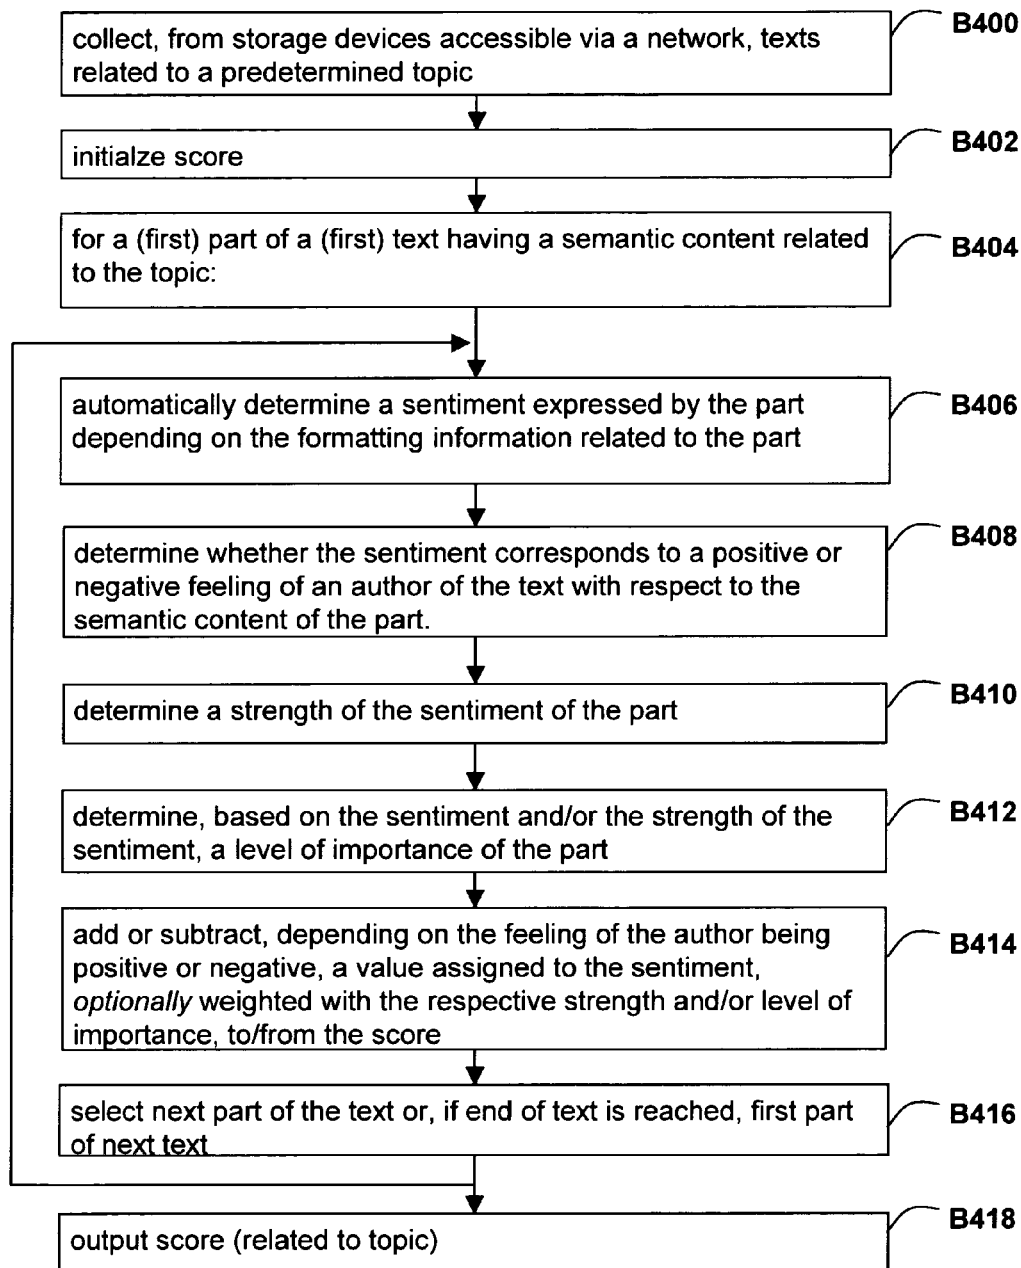 collect, from storage devices accessible via a network, texts
related to a predetermined topic
B400
initialze score
B402
for a (first) part of a (first) text having a semantic content related
to the topic:
B404
automatically determine a sentiment expressed by the part
depending on the formatting information related to the part
B406
determine whether the sentiment corresponds to a positive or
negative feeling of an author of the text with respect to the
semantic content of the part.
B408
determine a strength of the sentiment of the part
B410
determine, based on the sentiment and/or the strength of the
sentiment, a level of importance of the part
B412
add or subtract, depending on the feeling of the author being
positive or negative, a value assigned to the sentiment,
optionally weighted with the respective strength and/or level of
importance, to/from the score
B414
select next part of the text or, if end of text is reached, first part
of next text
B416
output score (related to topic)
B418